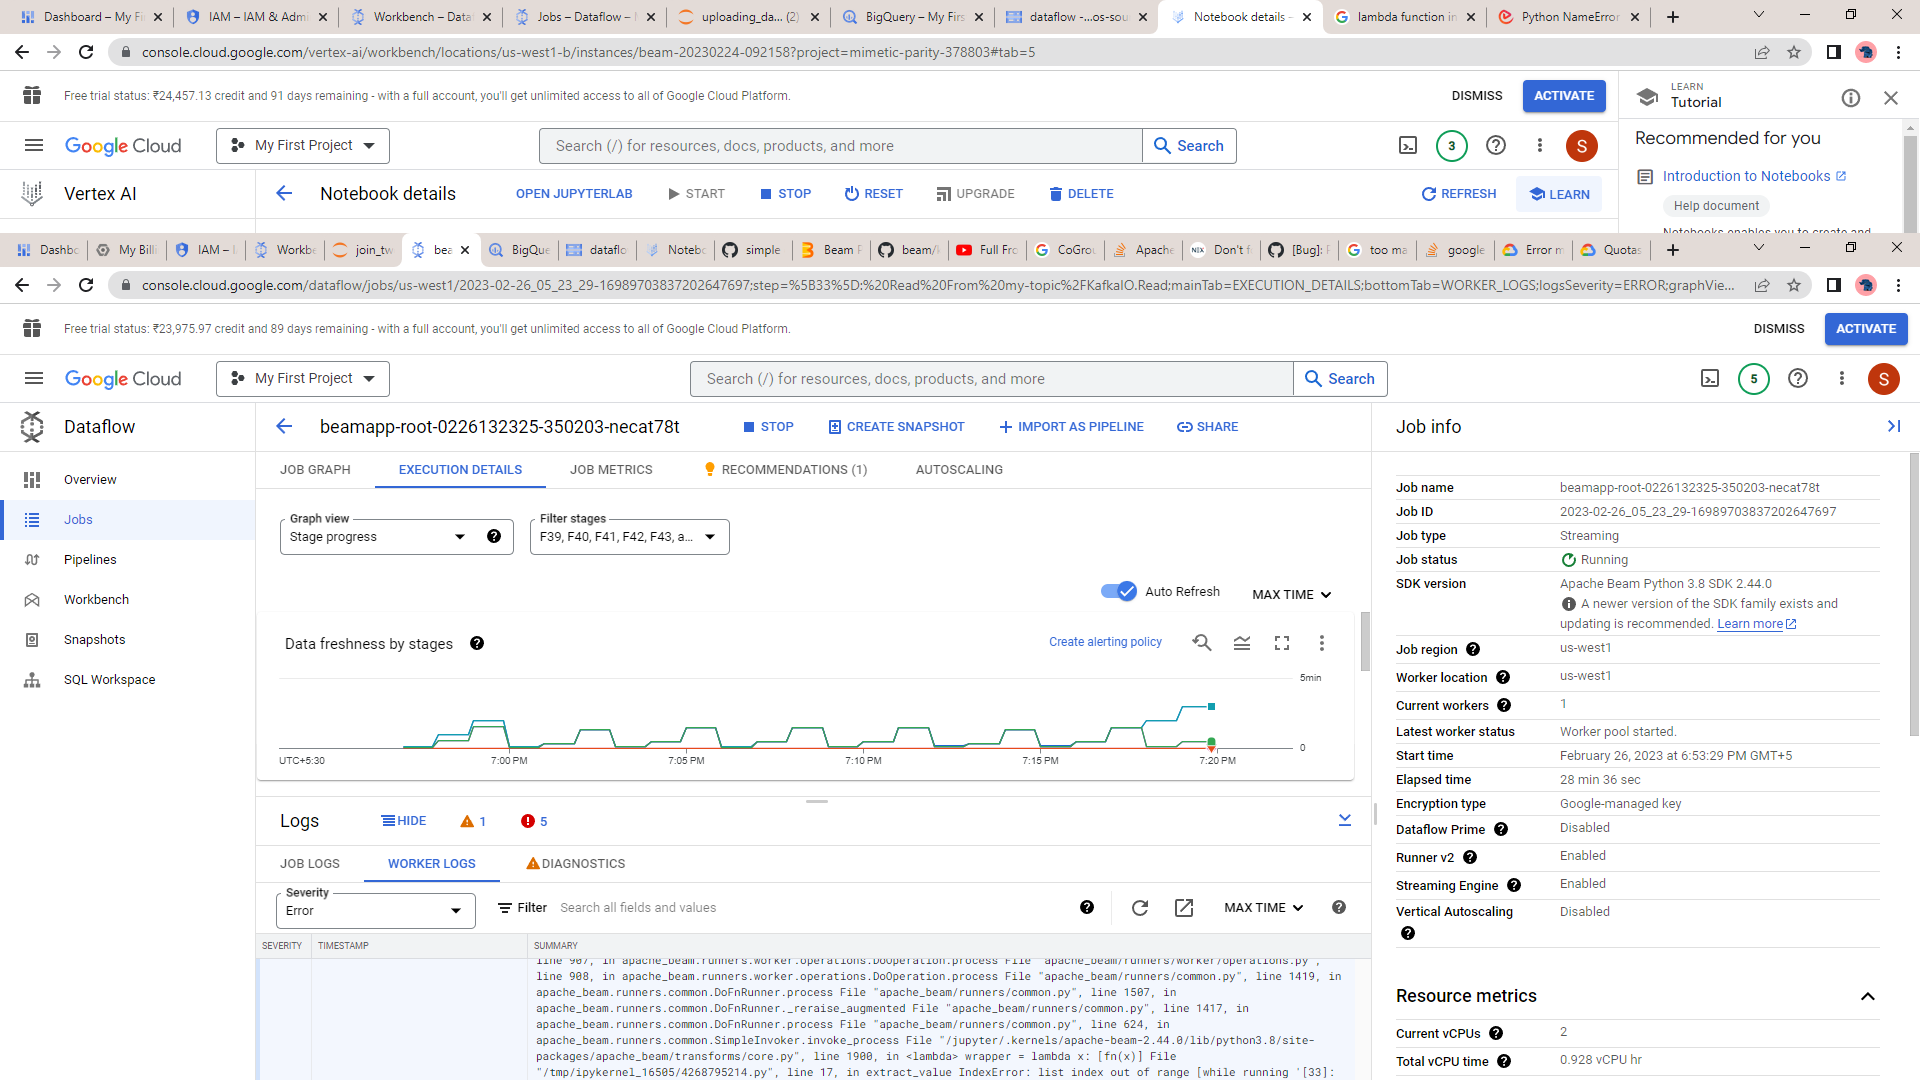 Dashboard – My Fi
IAM – IAM & Admi
Workbench – Data
Jobs – Dataflow –
uploading_da... (2)
BigQuery – My Firs
dataflow -...os-sou
Notebook details –
lambda function in
Python NameError
console.cloud.google.com/vertex-ai/workbench/locations/us-west1-b/instances/beam-20230224-092158?project=mimetic-parity-378803#tab=5
Free trial status: ₹24,457.13 credit and 91 days remaining - with a full account, you'll get unlimited access to all of Google Cloud Platform.
DISMISS
ACTIVATE
LEARN
Tutorial
Google Cloud
My First Project
Search (/) for resources, docs, products, and more
Search
3
S
Recommended for you
Introduction to Notebooks
Help document
Notebooks enables you to create and
Vertex AI
Notebook details
OPEN JUPYTERLAB
START
STOP
RESET
UPGRADE
DELETE
REFRESH
LEARN
Dashbo
My Billi
IAM – I
Workbe
join_tw
bea
BigQue
dataflo
Notebo
simple
Beam P
beam/k
Full Fro
CoGrou
Apache
Don't f
[Bug]: P
too ma
google
Error m
Quotas
console.cloud.google.com/dataflow/jobs/us-west1/2023-02-26_05_23_29-16989703837202647697;step=%5B33%5D:%20Read%20From%20my-topic%2FKafkaIO.Read;mainTab=EXECUTION_DETAILS;bottomTab=WORKER_LOGS;logsSeverity=ERROR;graphVie...
Free trial status: ₹23,975.97 credit and 89 days remaining - with a full account, you'll get unlimited access to all of Google Cloud Platform.
DISMISS
ACTIVATE
Google Cloud
My First Project
Search (/) for resources, docs, products, and more
Search
5
S
Dataflow
Overview
Jobs
Pipelines
Workbench
Snapshots
SQL Workspace
beamapp-root-0226132325-350203-necat78t
STOP
CREATE SNAPSHOT
IMPORT AS PIPELINE
SHARE
JOB GRAPH
EXECUTION DETAILS
JOB METRICS
RECOMMENDATIONS (1)
AUTOSCALING
Graph view
Stage progress
Filter stages
F39, F40, F41, F42, F43, a...
Auto Refresh
MAX TIME
Data freshness by stages
Create alerting policy
5min
0
UTC+5:30
7:00 PM
7:05 PM
7:10 PM
7:15 PM
7:20 PM
Logs
HIDE
1
5
JOB LOGS
WORKER LOGS
DIAGNOSTICS
Severity
Error
Filter
Search all fields and values
MAX TIME
SEVERITY
TIMESTAMP
SUMMARY
line 907, in apache_beam.runners.worker.operations.DoOperation.process File "apache_beam/runners/worker/operations.py",
line 908, in apache_beam.runners.worker.operations.DoOperation.process File "apache_beam/runners/common.py", line 1419, in
apache_beam.runners.common.DoFnRunner.process File "apache_beam/runners/common.py", line 1507, in
apache_beam.runners.common.DoFnRunner._reraise_augmented File "apache_beam/runners/common.py", line 1417, in
apache_beam.runners.common.DoFnRunner.process File "apache_beam/runners/common.py", line 624, in
apache_beam.runners.common.SimpleInvoker.invoke_process File "/jupyter/.kernels/apache-beam-2.44.0/lib/python3.8/site-
packages/apache_beam/transforms/core.py", line 1900, in <lambda> wrapper = lambda x: [fn(x)] File
"/tmp/ipykernel_16505/4268795214.py", line 17, in extract_value IndexError: list index out of range [while running '[33]:
Job info
Job name
beamapp-root-0226132325-350203-necat78t
Job ID
2023-02-26_05_23_29-16989703837202647697
Job type
Streaming
Job status
Running
SDK version
Apache Beam Python 3.8 SDK 2.44.0
A newer version of the SDK family exists and
updating is recommended. Learn more
Job region
us-west1
Worker location
us-west1
Current workers
1
Latest worker status
Worker pool started.
Start time
February 26, 2023 at 6:53:29 PM GMT+5
Elapsed time
28 min 36 sec
Encryption type
Google-managed key
Dataflow Prime
Disabled
Runner v2
Enabled
Streaming Engine
Enabled
Vertical Autoscaling
Disabled
Resource metrics
Current vCPUs
2
Total vCPU time
0.928 vCPU hr